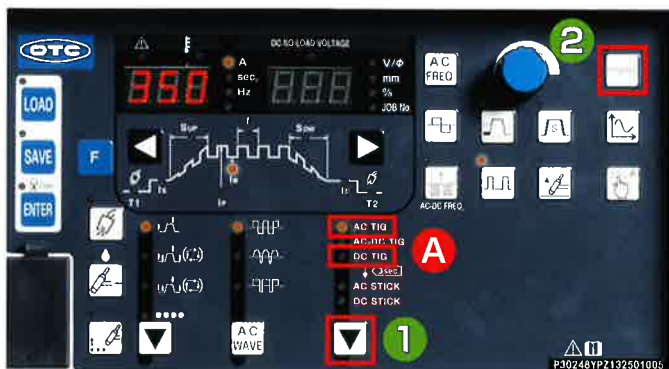 OTC
DC NO-LOAD VOLTAGE
350
888
A
sec.
Hz
V/Φ
mm
%
JOB No.
AC
FREQ
2
LOAD
SAVE
ENTER
F
T1
T2
AC-DC FREQ.
AC TIG
AC-DC TIG
DC TIG
A
3sec
AC STICK
DC STICK
AC
WAVE
1
P30248YPZ132501005